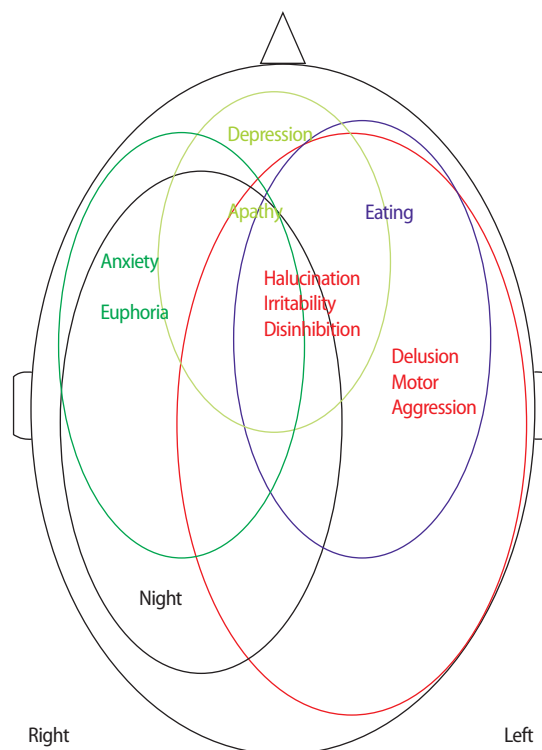 Depression
Apathy
Eating
Anxiety
Euphoria
Halucination
Irritability
Disinhibition
Delusion
Motor
Aggression
Night
Right
Left